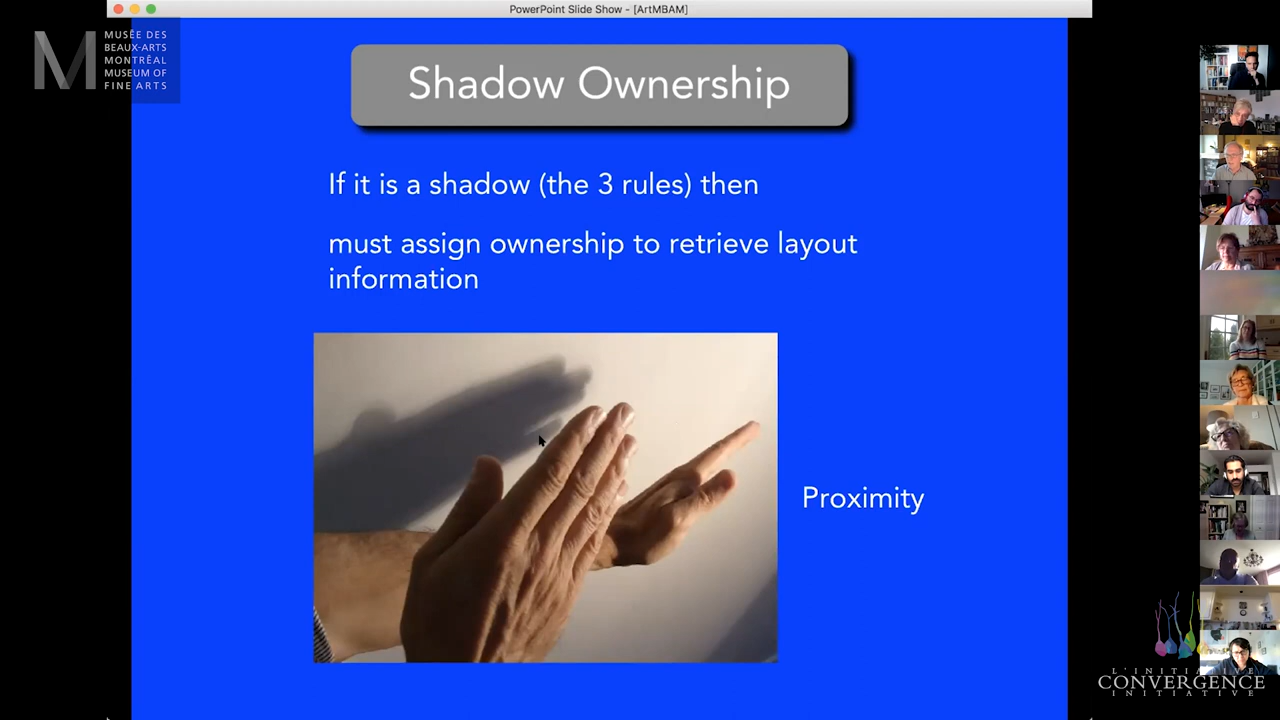 PowerPoint Slide Show - [ArtMBAM]
M
MUSÉE DES
BEAUX-ARTS
MONTRÉAL
MUSEUM OF
FINE ARTS
Shadow Ownership
If it is a shadow (the 3 rules) then
must assign ownership to retrieve layout
information
Proximity
L'INITIATIVE
CONVERGENCE
INITIATIVE